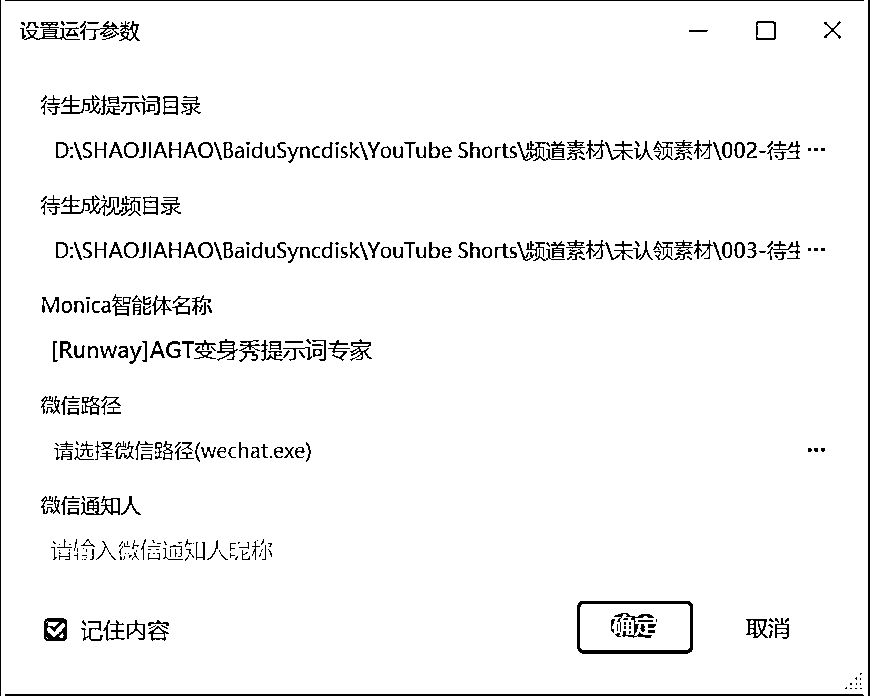 设置运行参数
待生成提示词目录
D:\SHAOJIAHAO\BaiduSyncdisk\YouTube Shorts\频道素材\未认领素材\002-待生 ···
待生成视频目录
D:\SHAOJIAHAO\BaiduSyncdisk\YouTube Shorts\频道素材\未认领素材\003-待生 ···
Monica智能体名称
[Runway]AGT变身秀提示词专家
微信路径
请选择微信路径(wechat.exe) ···
微信通知人
请输入微信通知人昵称
记住内容
确定
取消